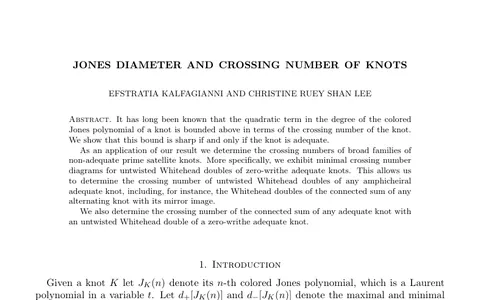 JONES DIAMETER AND CROSSING NUMBER OF KNOTS
EFSTRATIA KALFAGIANNI AND CHRISTINE RUEY SHAN LEE
Abstract. It has long been known that the quadratic term in the degree of the colored
Jones polynomial of a knot is bounded above in terms of the crossing number of the knot.
We show that this bound is sharp if and only if the knot is adequate.
As an application of our result we determine the crossing numbers of broad families of
non-adequate prime satellite knots. More specifically, we exhibit minimal crossing number
diagrams for untwisted Whitehead doubles of zero-writhe adequate knots. This allows us
to determine the crossing number of untwisted Whitehead doubles of any amphicheiral
adequate knot, including, for instance, the Whitehead doubles of the connected sum of any
alternating knot with its mirror image.
We also determine the crossing number of the connected sum of any adequate knot with
an untwisted Whitehead double of a zero-writhe adequate knot.
1. Introduction
Given a knot K let J_K(n) denote its n-th colored Jones polynomial, which is a Laurent
polynomial in a variable t. Let d_+[J_K(n)] and d_−[J_K(n)] denote the maximal and minimal